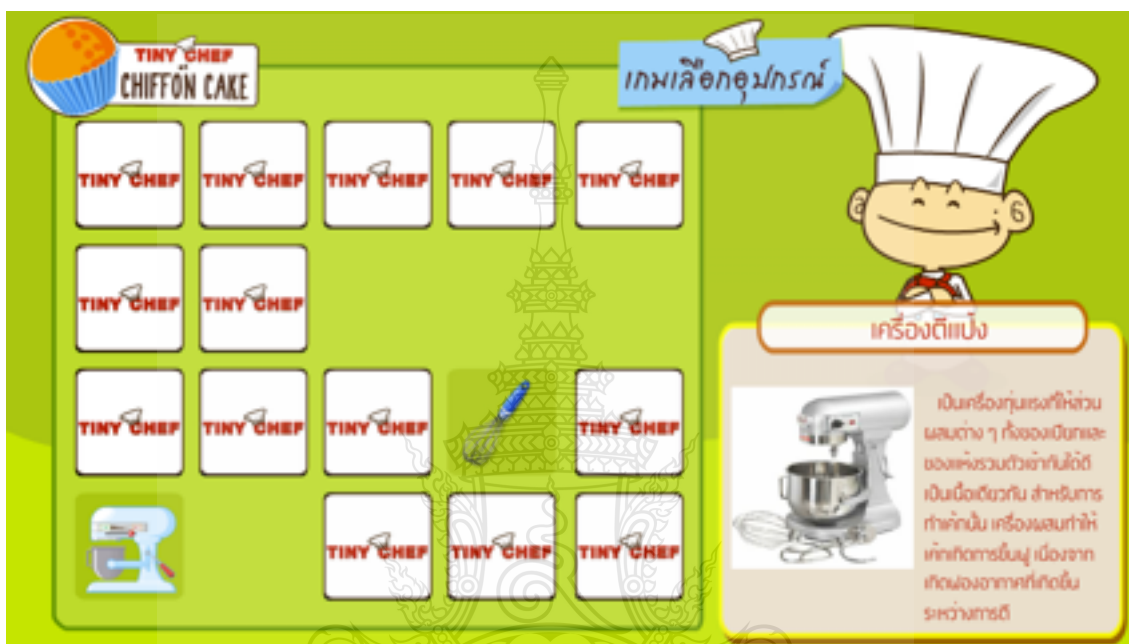 TINY CHEF
CHIFFON CAKE
เกมเลือกอุปกรณ์
TINY CHEF TINY CHEF TINY CHEF TINY CHEF TINY CHEF
TINY CHEF TINY CHEF
TINY CHEF TINY CHEF TINY CHEF TINY CHEF
TINY CHEF TINY CHEF TINY CHEF
เครื่องตีแป้ง
เป็นเครื่องทุ่นแรงที่ให้ส่วน
ผสมต่าง ๆ ทั้งของเปียกและ
ของแห้งรวมตัวเข้ากันได้ดี
เป็นเนื้อเดียวกัน สำหรับการ
ทำเค้กนั้น เครื่องผสมทำให้
เค้กเกิดการขึ้นฟู เนื่องจาก
เกิดฟองอากาศที่เกิดขึ้น
ระหว่างการตี